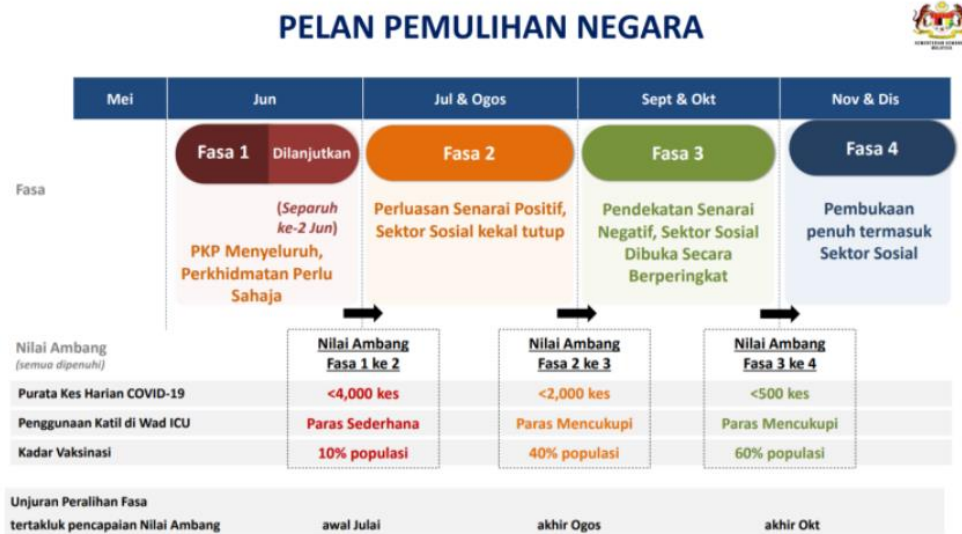 PELAN PEMULIHAN NEGARA
Mei
Jun
Jul & Ogos
Sept & Okt
Nov & Dis
Fasa
Fasa 1
Dilanjutkan
Fasa 2
Fasa 3
Fasa 4
(Separuh
ke-2 Jun)
PKP Menyeluruh,
Perkhidmatan Perlu
Sahaja
Perluasan Senarai Positif,
Sektor Sosial kekal tutup
Pendekatan Senarai
Negatif, Sektor Sosial
Dibuka Secara
Berperingkat
Pembukaan
penuh termasuk
Sektor Sosial
Nilai Ambang
(semua dipenuhi)
Nilai Ambang
Fasa 1 ke 2
Nilai Ambang
Fasa 2 ke 3
Nilai Ambang
Fasa 3 ke 4
Purata Kes Harian COVID-19
<4,000 kes
<2,000 kes
<500 kes
Penggunaan Katil di Wad ICU
Paras Sederhana
Paras Mencukupi
Paras Mencukupi
Kadar Vaksinasi
10% populasi
40% populasi
60% populasi
Unjuran Peralihan Fasa
tertakluk pencapaian Nilai Ambang
awal Julai
akhir Ogos
akhir Okt